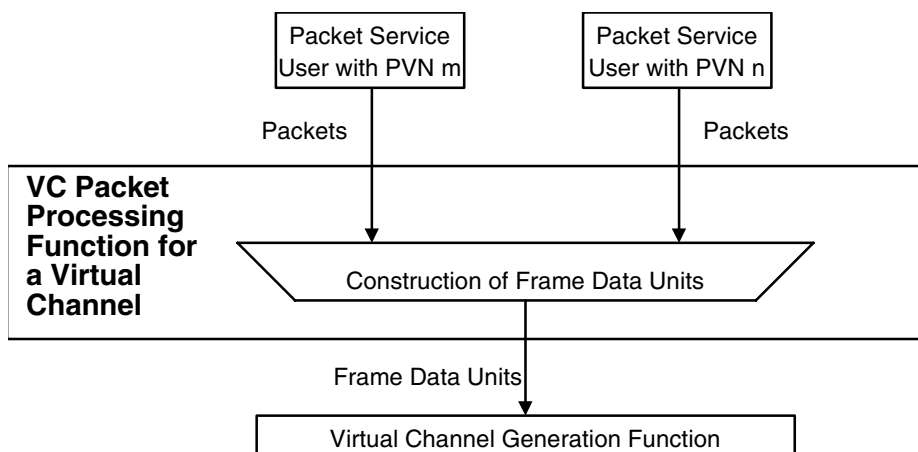 Packet Service
User with PVN m
Packet Service
User with PVN n
Packets
Packets
VC Packet
Processing
Function for
a Virtual
Channel
Construction of Frame Data Units
Frame Data Units
Virtual Channel Generation Function